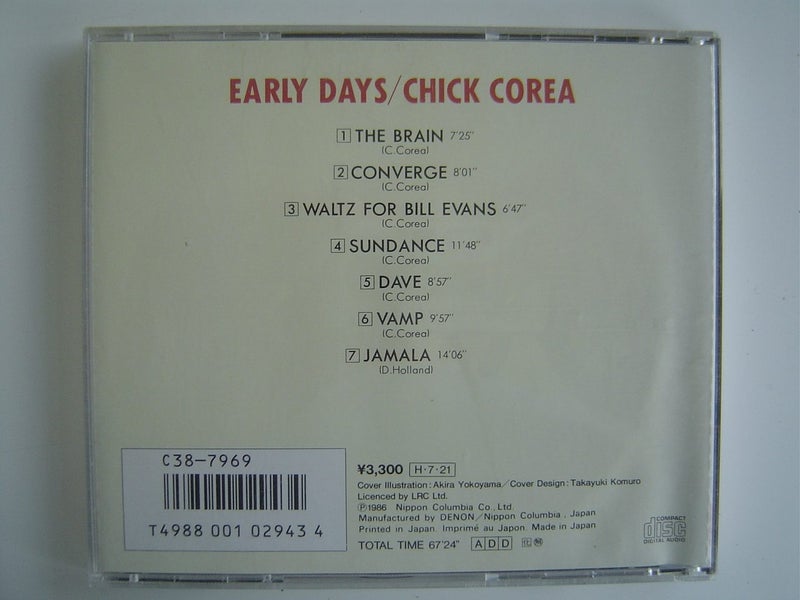 EARLY DAYS/CHICK COREA
1 THE BRAIN 7'25"
(C.Corea)
2 CONVERGE 8'01"
(C.Corea)
3 WALTZ FOR BILL EVANS 6'47"
(C.Corea)
4 SUNDANCE 11'48"
(C.Corea)
5 DAVE 8'57"
(C.Corea)
6 VAMP 9'57"
(C.Corea)
7 JAMALA 14'06"
(D.Holland)
C38-7969
T4988 001 02943 4
¥3,300 H·7·21
Cover Illustration:Akira Yokoyama/Cover Design:Takayuki Komuro
Licenced by LRC Ltd.
Ⓟ1986 Nippon Columbia Co., Ltd.
Manufactured by DENON/Nippon Columbia, Japan
Printed in Japan. Imprimé au Japon. Made in Japan
TOTAL TIME 67'24" A D D
COMPACT
disc
DIGITAL AUDIO